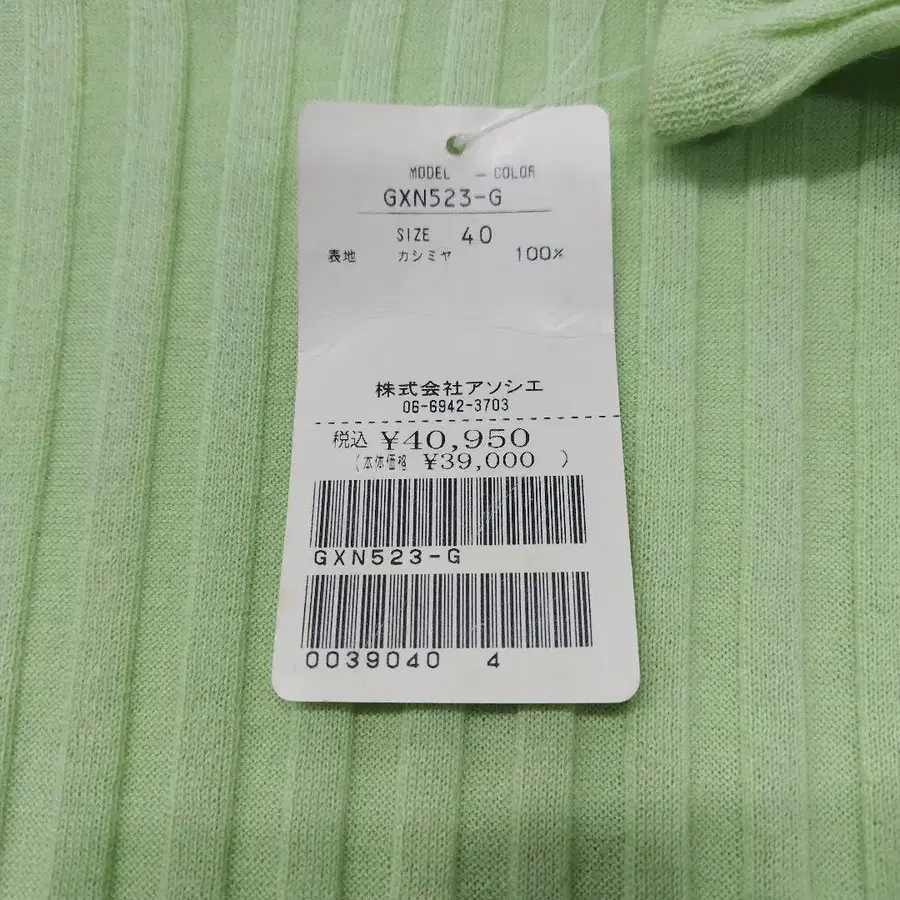 MODEL － COLOR
GXN523-G
SIZE 40
表地 カシミヤ 100%
株式会社アソシエ
06-6942-3703
税込 ¥40,950
(本体価格 ¥39,000 )
GXN523-G
0039040 4